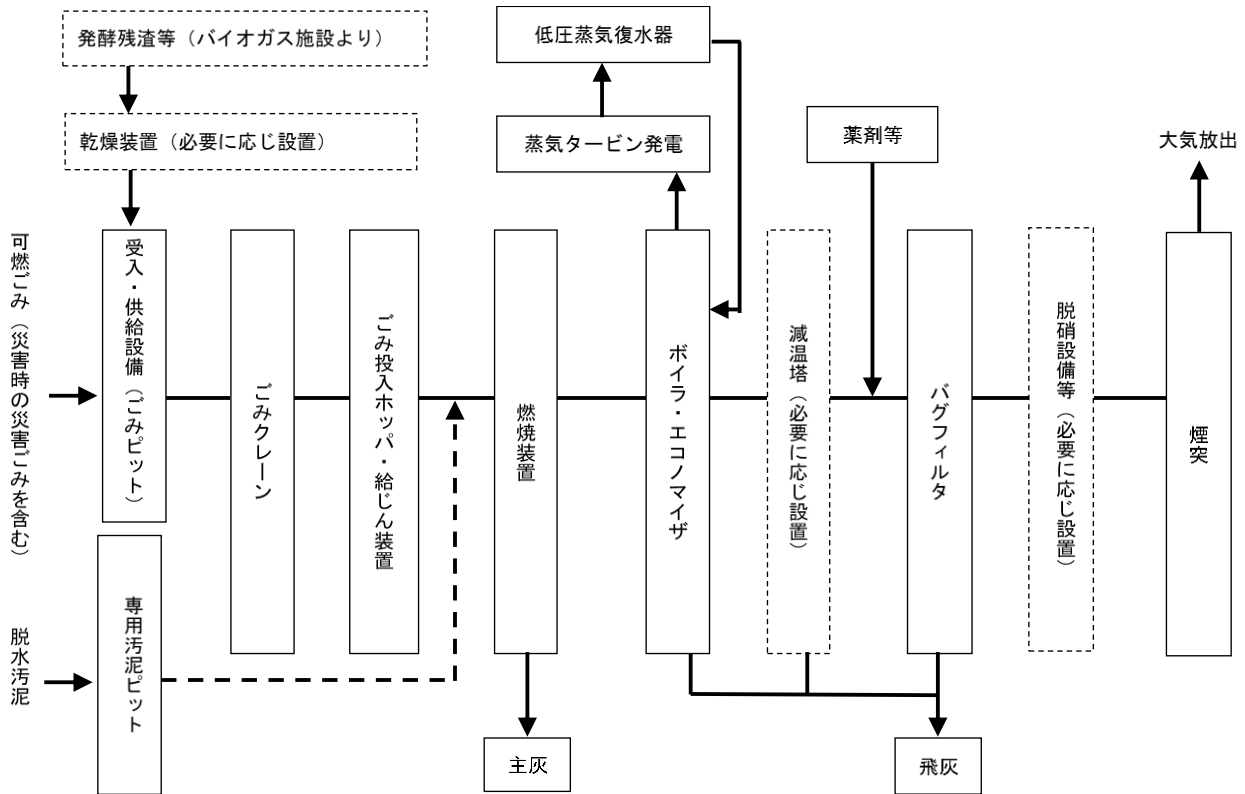 発酵残渣等（バイオガス施設より）
低圧蒸気復水器
乾燥装置（必要に応じ設置）
蒸気タービン発電
薬剤等
大気放出
可燃ごみ（災害時の災害ごみを含む）
受入・供給設備（ごみピット）
ごみクレーン
ごみ投入ホッパ・給じん装置
燃焼装置
ボイラ・エコノマイザ
減温塔（必要に応じ設置）
バグフィルタ
脱硝設備等（必要に応じ設置）
煙突
脱水汚泥
専用汚泥ピット
主灰
飛灰